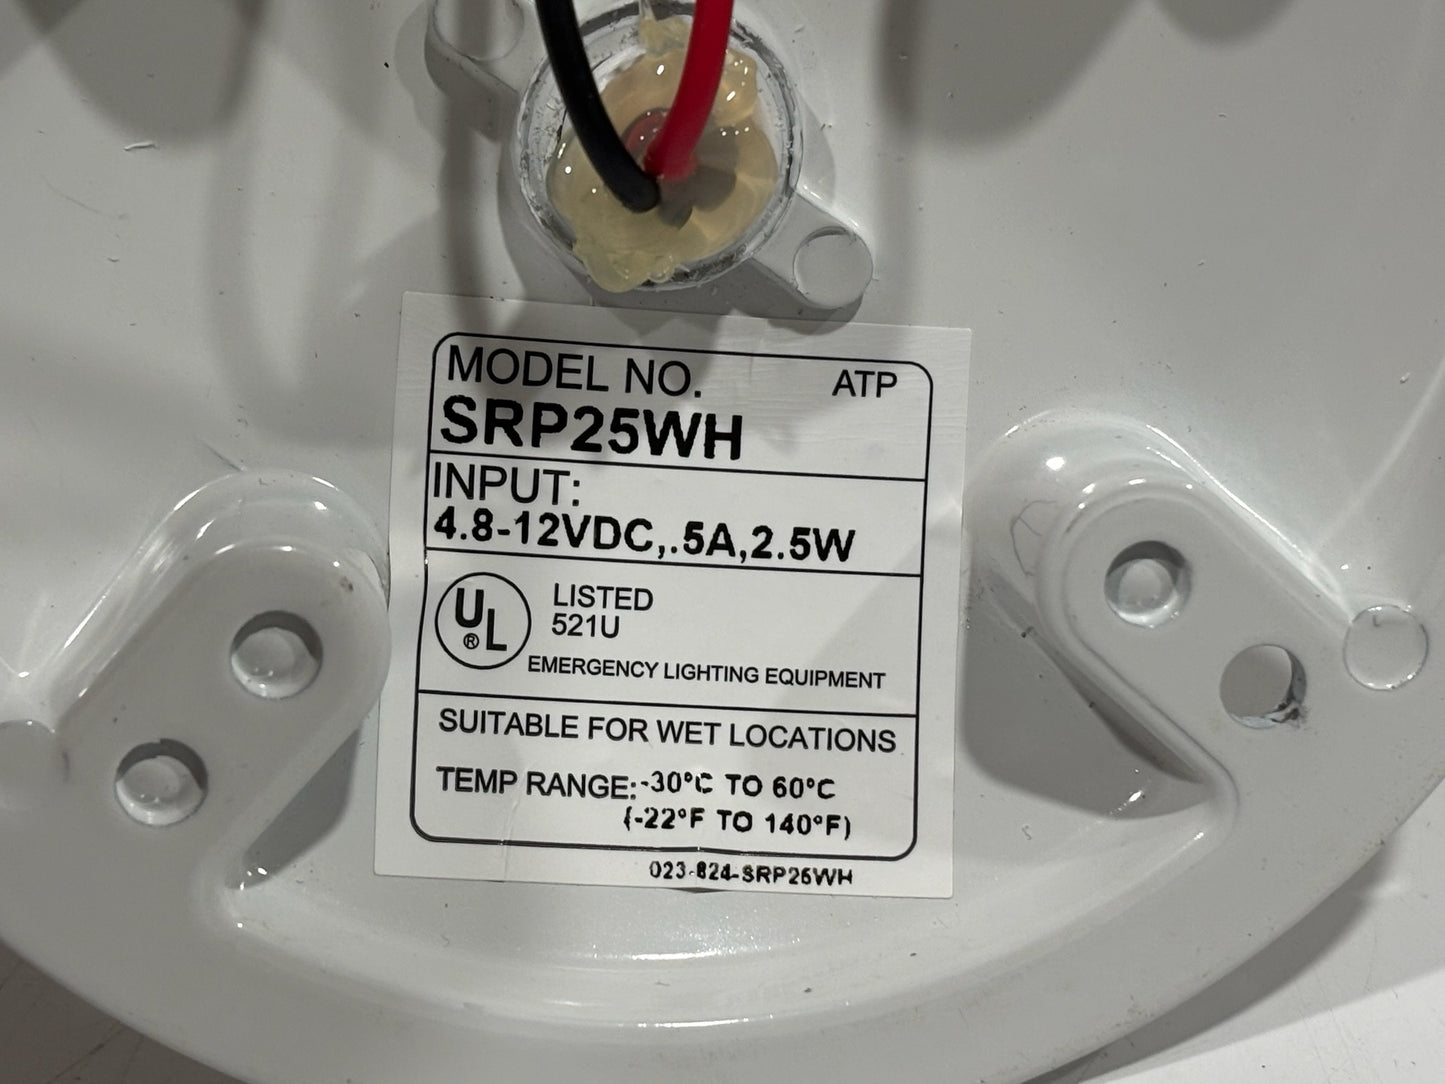 MODEL NO. ATP
SRP25WH
INPUT:
4.8-12VDC,.5A,2.5W
UL
®
LISTED
521U
EMERGENCY LIGHTING EQUIPMENT
SUITABLE FOR WET LOCATIONS
TEMP RANGE:-30°C TO 60°C
(-22°F TO 140°F)
023-824-SRP25WH